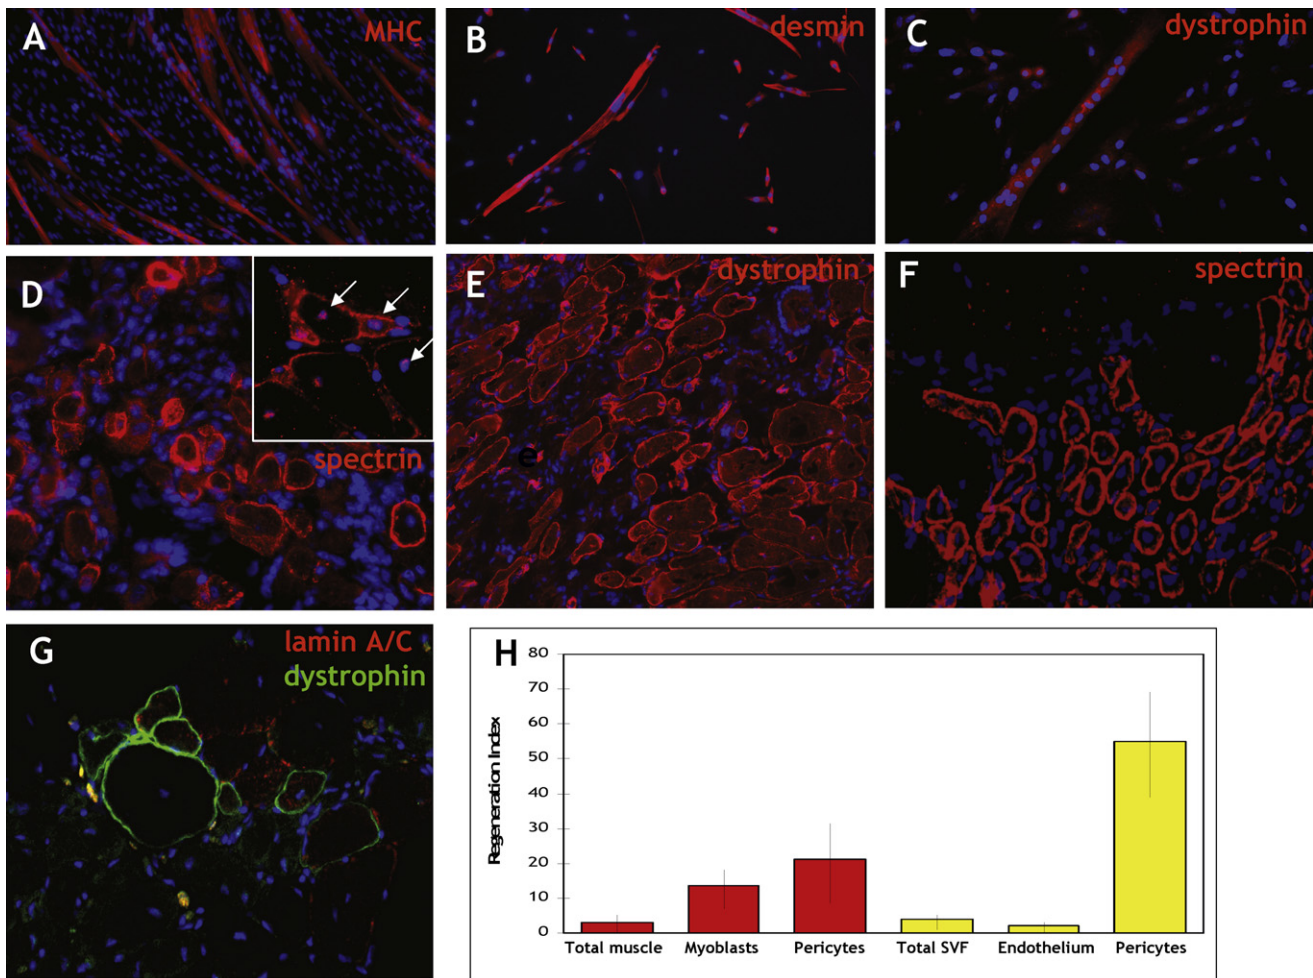 A
MHC
B
desmin
C
dystrophin
D
spectrin
E
dystrophin
e
F
spectrin
G
lamin A/C
dystrophin
H
80
70
60
50
40
30
20
10
0
Regeneration Index
Total muscle
Myoblasts
Pericytes
Total SVF
Endothelium
Pericytes